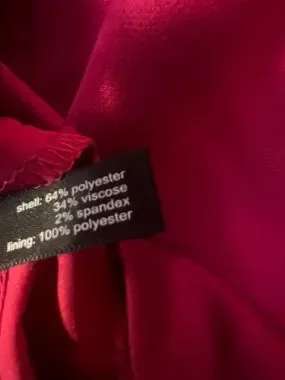 shell: 64% polyester
34% viscose
2% spandex
lining: 100% polyester